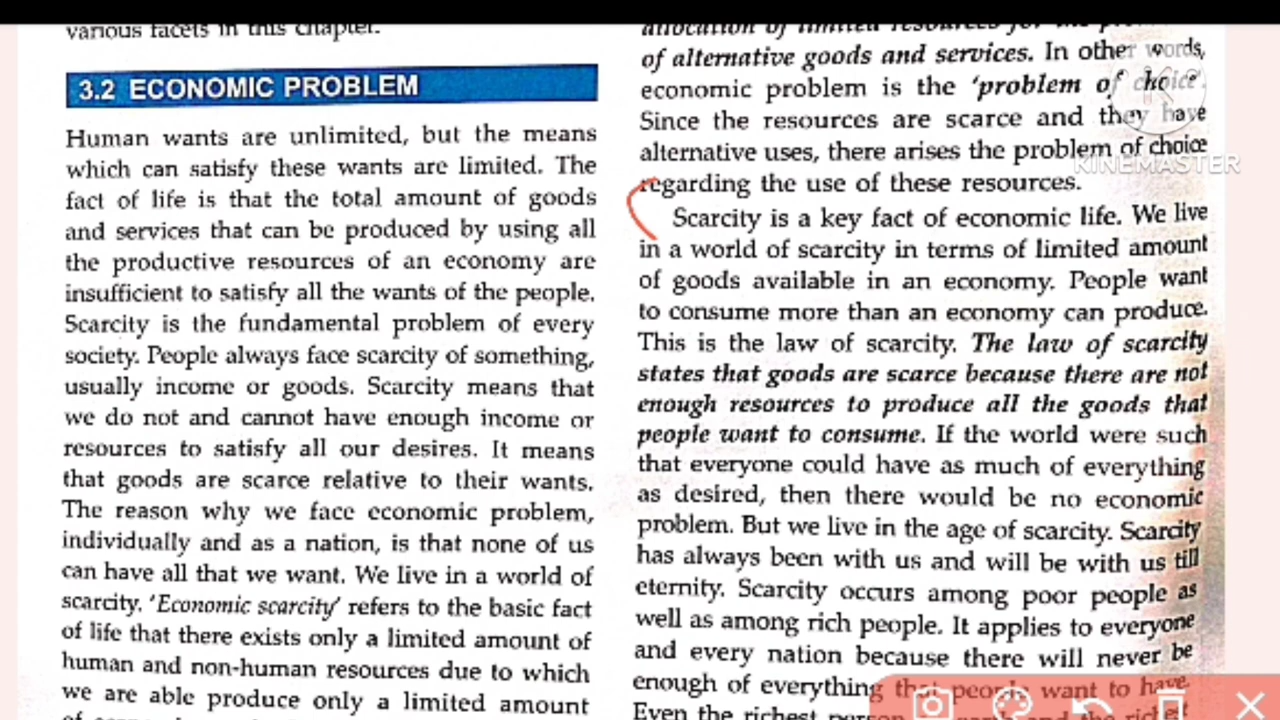 various facets in this chapter.
3.2 ECONOMIC PROBLEM
Human wants are unlimited, but the means
which can satisfy these wants are limited. The
fact of life is that the total amount of goods
and services that can be produced by using all
the productive resources of an economy are
insufficient to satisfy all the wants of the people.
Scarcity is the fundamental problem of every
society. People always face scarcity of something,
usually income or goods. Scarcity means that
we do not and cannot have enough income or
resources to satisfy all our desires. It means
that goods are scarce relative to their wants.
The reason why we face economic problem,
individually and as a nation, is that none of us
can have all that we want. We live in a world of
scarcity. 'Economic scarcity' refers to the basic fact
of life that there exists only a limited amount of
human and non-human resources due to which
we are able produce only a limited amount
allocation of limited resources for the
of alternative goods and services. In other words,
economic problem is the 'problem of choice'.
Since the resources are scarce and they have
alternative uses, there arises the problem of choice
regarding the use of these resources.
Scarcity is a key fact of economic life. We live
in a world of scarcity in terms of limited amount
of goods available in an economy. People want
to consume more than an economy can produce.
This is the law of scarcity. The law of scarcity
states that goods are scarce because there are not
enough resources to produce all the goods that
people want to consume. If the world were such
that everyone could have as much of everything
as desired, then there would be no economic
problem. But we live in the age of scarcity. Scarcity
has always been with us and will be with us till
eternity. Scarcity occurs among poor people as
well as among rich people. It applies to everyone
and every nation because there will never be
enough of everything that people want to have.
Even the richest person
KINEMASTER